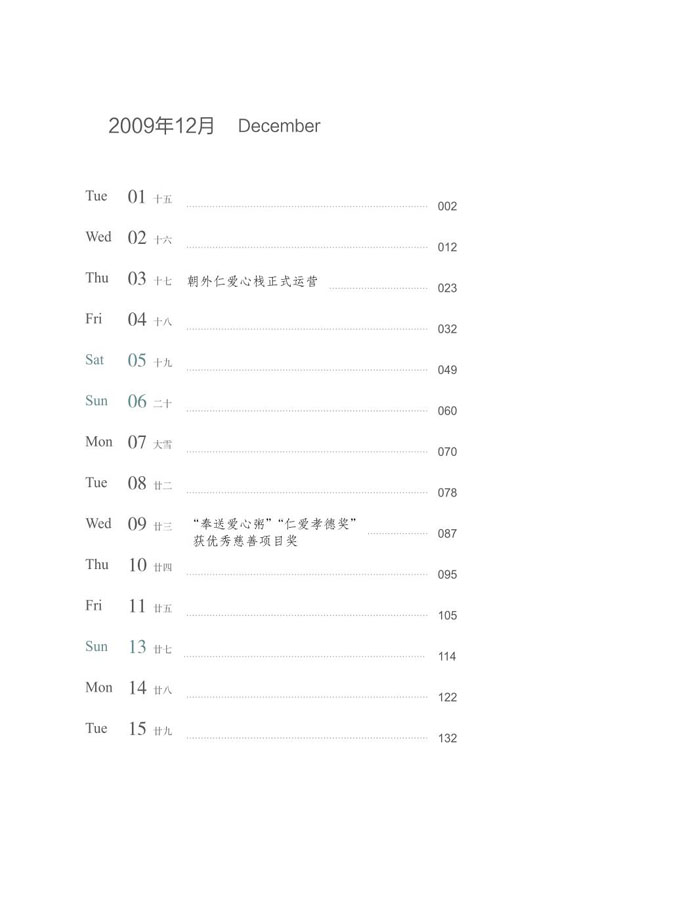 2009年12月 December
Tue 01 十五 002
Wed 02 十六 012
Thu 03 十七 朝外仁爱心栈正式运营 023
Fri 04 十八 032
Sat 05 十九 049
Sun 06 二十 060
Mon 07 大雪 070
Tue 08 廿二 078
Wed 09 廿三 “奉送爱心粥”“仁爱孝德奖” 087
获优秀慈善项目奖
Thu 10 廿四 095
Fri 11 廿五 105
Sun 13 廿七 114
Mon 14 廿八 122
Tue 15 廿九 132